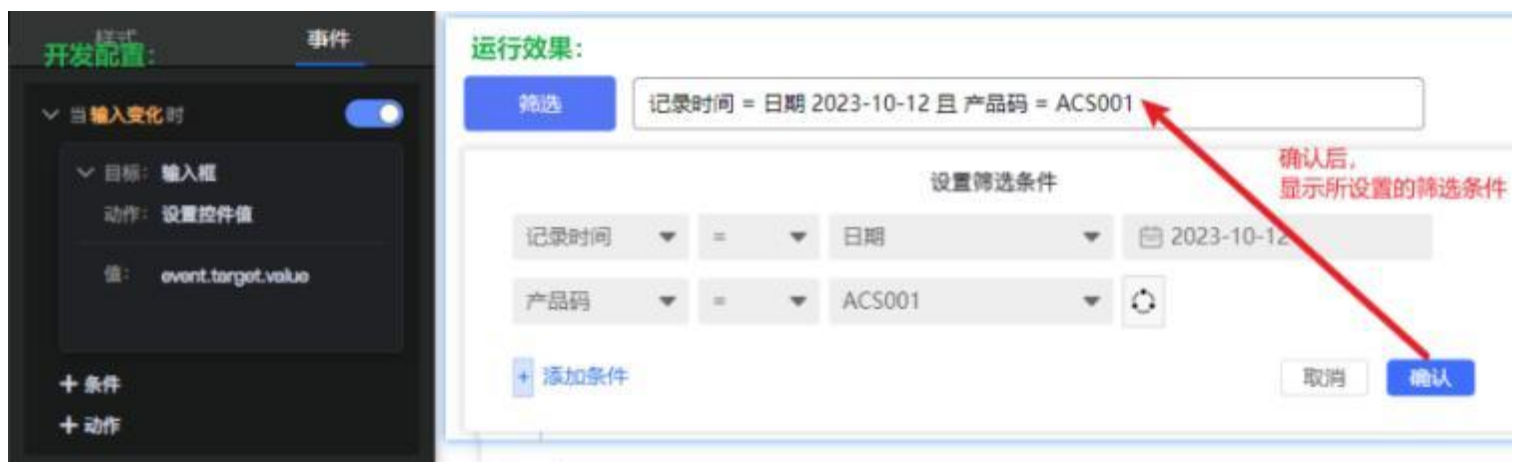 样式
事件
开发配置：
当输入变化时
目标：输入框
动作：设置控件值
值：event.target.value
条件
动作
运行效果：
筛选
记录时间 = 日期 2023-10-12 且 产品码 = ACS001
确认后，
显示所设置的筛选条件
设置筛选条件
记录时间 = 日期 2023-10-12
产品码 = ACS001
+ 添加条件
取消 确认